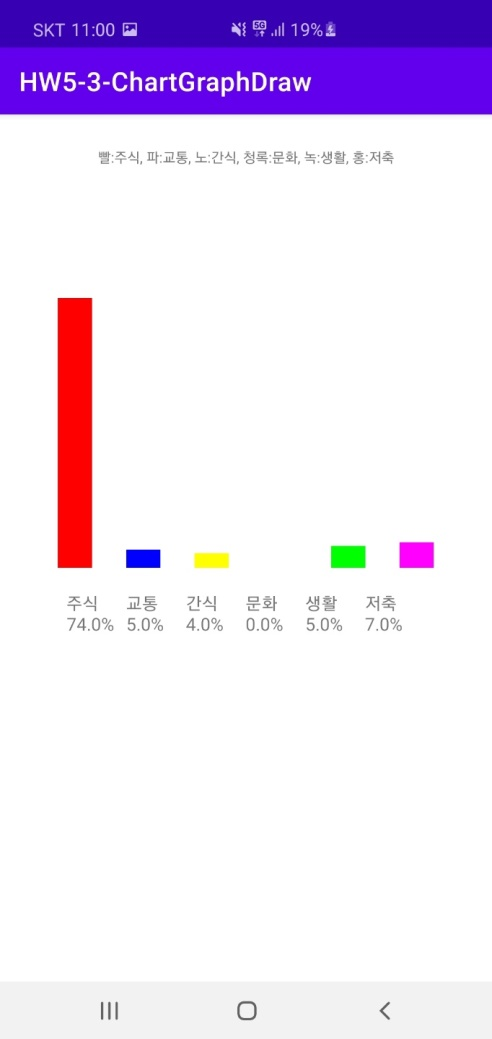 SKT 11:00 5G 19%
HW5-3-ChartGraphDraw
빨:주식, 파:교통, 노:간식, 청록:문화, 녹:생활, 홍:저축
주식 교통 간식 문화 생활 저축
74.0% 5.0% 4.0% 0.0% 5.0% 7.0%